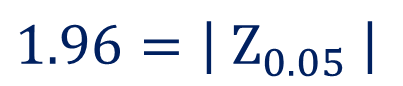 1.96 = | Z₀.₀₅ |